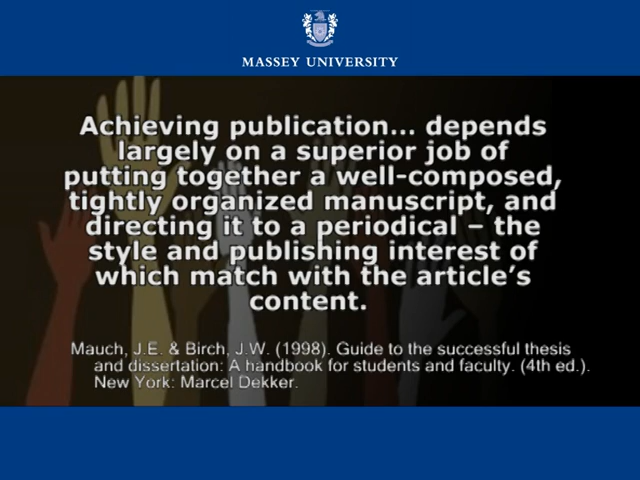 MASSEY UNIVERSITY
Achieving publication... depends
largely on a superior job of
putting together a well-composed,
tightly organized manuscript, and
directing it to a periodical – the
style and publishing interest of
which match with the article's
content.
Mauch, J.E. & Birch, J.W. (1998). Guide to the successful thesis
and dissertation: A handbook for students and faculty. (4th ed.).
New York: Marcel Dekker.